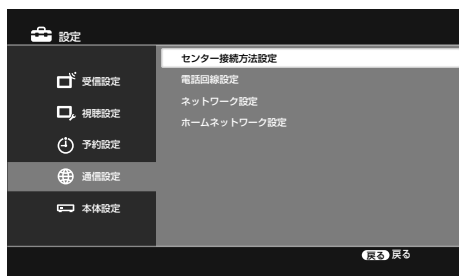 設定
受信設定
視聴設定
予約設定
通信設定
本体設定
センター接続方法設定
電話回線設定
ネットワーク設定
ホームネットワーク設定
戻る 戻る